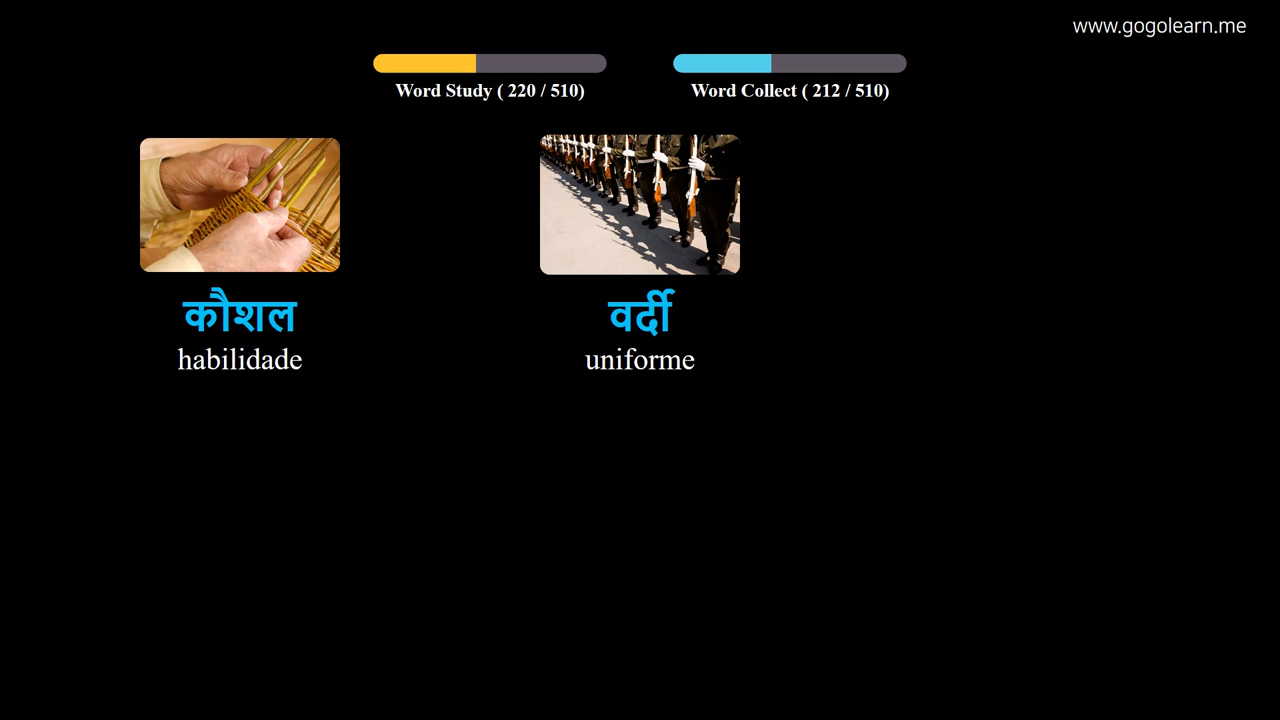 www.gogolearn.me
Word Study ( 220 / 510)
Word Collect ( 212 / 510)
कौशल
habilidade
वर्दी
uniforme